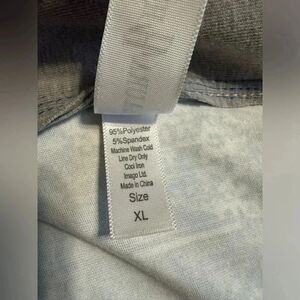 95%Polyester
5%Spandex
Machine Wash Cold
Line Dry Only
Cool Iron
Imago Ltd.
Made in China
Size
XL